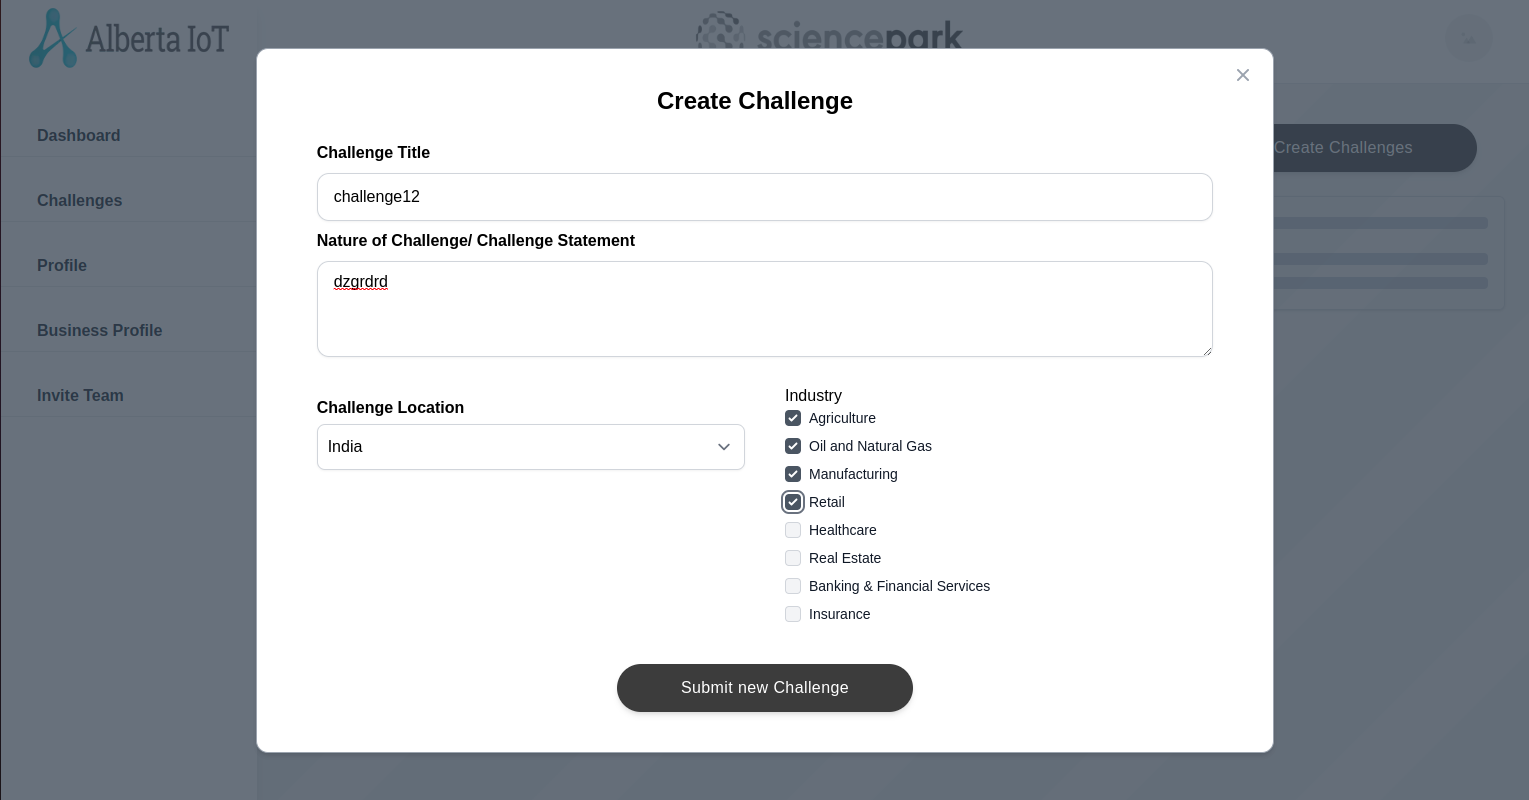 Alberta IoT
sciencepark
Create Challenge
Dashboard
Create Challenges
Challenge Title
challenge12
Challenges
Nature of Challenge/ Challenge Statement
Profile
dzgrdrd
Business Profile
Invite Team
Challenge Location
India
Industry
Agriculture
Oil and Natural Gas
Manufacturing
Retail
Healthcare
Real Estate
Banking & Financial Services
Insurance
Submit new Challenge